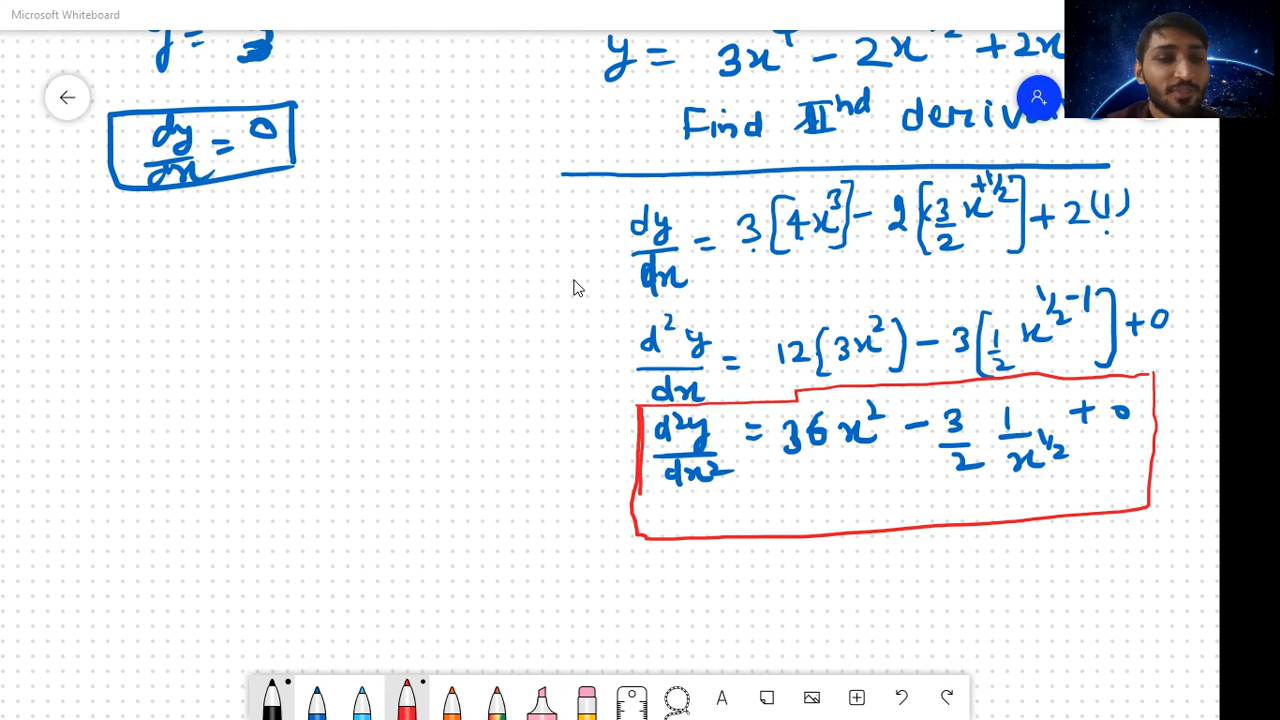 Microsoft Whiteboard
y = 3
dy/dx = 0
y = 3x⁴ - 2x + 2x
Find IInd deriv
dy/dx = 3[4x³] - 2[3/2 x^(+1/2)] + 2(1)
d²y/dx = 12[3x²] - 3[1/2 x^(1/2-1)] + 0
d²y/dx² = 36x² - 3/2 1/x^(1/2) + 0
A